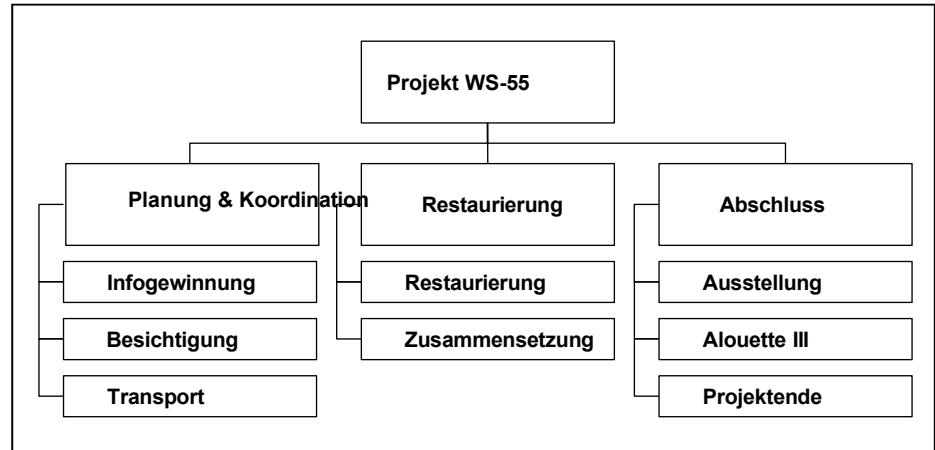 Projekt WS-55
Planung & Koordination
Infogewinnung
Besichtigung
Transport
Restaurierung
Restaurierung
Zusammensetzung
Abschluss
Ausstellung
Alouette III
Projektende